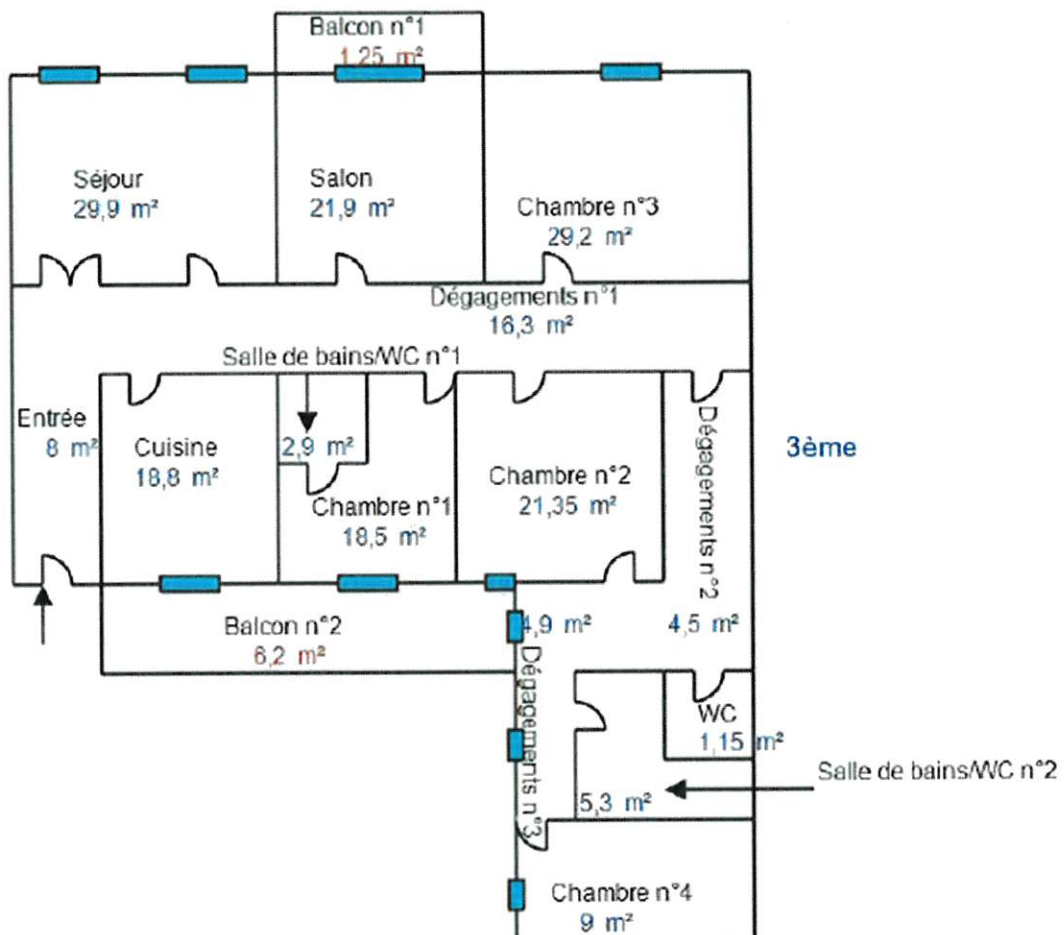 Balcon n°1
1,25 m²
Séjour
29,9 m²
Salon
21,9 m²
Chambre n°3
29,2 m²
Dégagements n°1
16,3 m²
Salle de bains/WC n°1
Entrée
8 m²
Cuisine
18,8 m²
2,9 m²
Chambre n°1
18,5 m²
Chambre n°2
21,35 m²
Dégagements n°2
4,5 m²
3ème
Balcon n°2
6,2 m²
4,9 m²
Dégagements n°3
WC
1,15 m²
Salle de bains/WC n°2
5,3 m²
Chambre n°4
9 m²